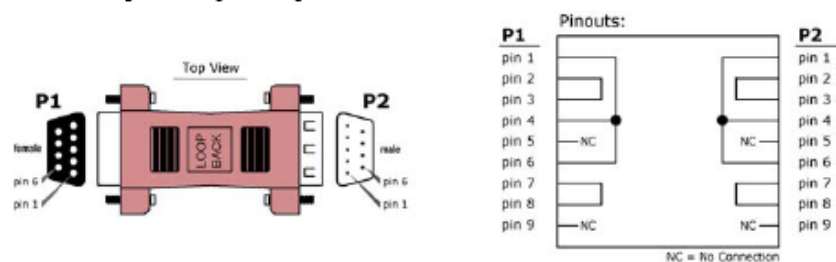 Top View
P1
P2
female
male
pin 6
pin 1
pin 6
pin 1
LOOP
BACK
Pinouts:
P1
P2
pin 1
pin 1
pin 2
pin 2
pin 3
pin 3
pin 4
pin 4
pin 5 NC NC pin 5
pin 6
pin 6
pin 7
pin 7
pin 8
pin 8
pin 9 NC NC pin 9
NC = No Connection